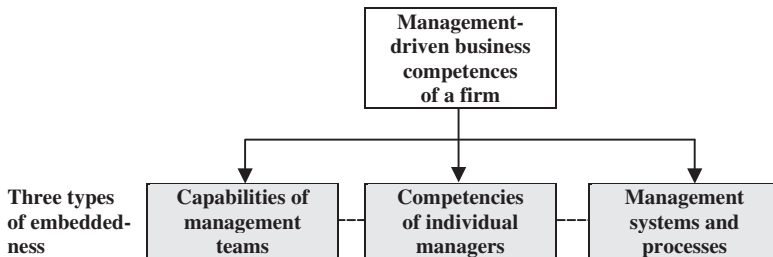 Management-
driven business
competences
of a firm
Three types
of embedded-
ness
Capabilities of
management
teams
Competencies
of individual
managers
Management
systems and
processes